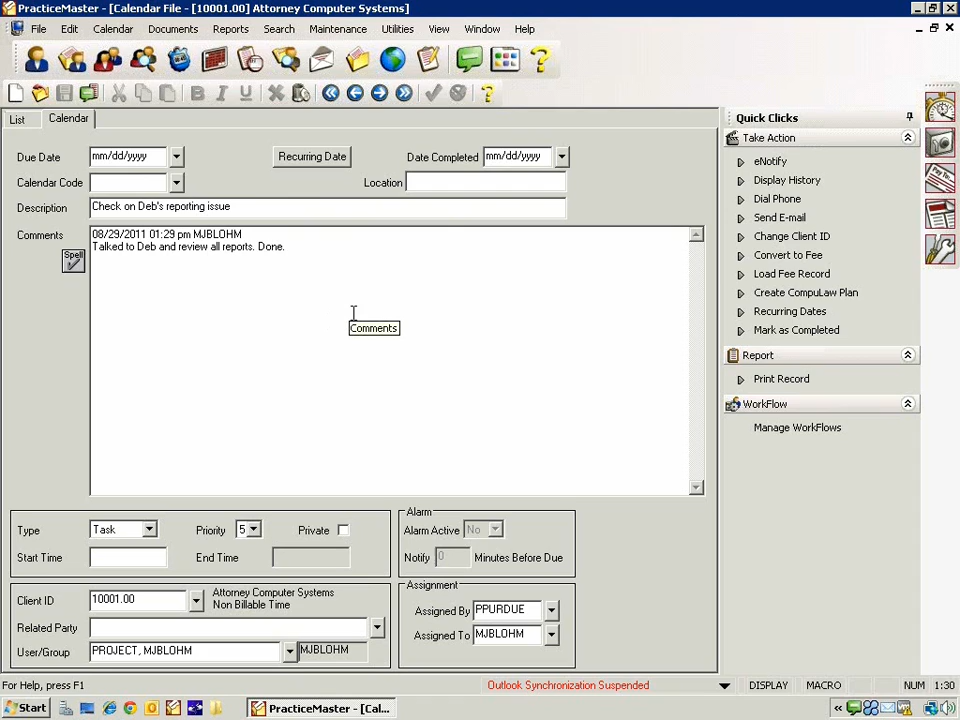 PracticeMaster - [Calendar File - [10001.00] Attorney Computer Systems]
File Edit Calendar Documents Reports Search Maintenance Utilities View Window Help
B I U
List Calendar
Due Date mm/dd/yyyy Recurring Date Date Completed mm/dd/yyyy
Calendar Code Location
Description Check on Deb's reporting issue
Comments 08/29/2011 01:29 pm MJBLOHM
Talked to Deb and review all reports. Done.
Spell
Comments
Type Task Priority 5 Private
Start Time End Time
Alarm
Alarm Active No
Notify 0 Minutes Before Due
Client ID 10001.00 Attorney Computer Systems
Non Billable Time
Related Party
User/Group PROJECT, MJBLOHM MJBLOHM
Assignment
Assigned By PPURDUE
Assigned To MJBLOHM
Quick Clicks
Take Action
eNotify
Display History
Dial Phone
Send E-mail
Change Client ID
Convert to Fee
Load Fee Record
Create CompuLaw Plan
Recurring Dates
Mark as Completed
Report
Print Record
WorkFlow
Manage WorkFlows
For Help, press F1 Outlook Synchronization Suspended DISPLAY MACRO NUM 1:30
Start PracticeMaster - [Cal...